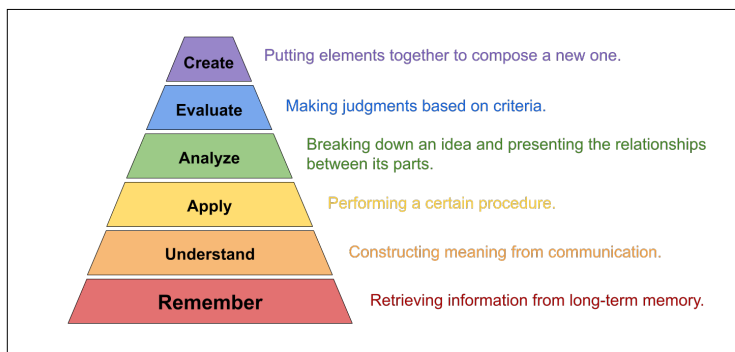 Create
Putting elements together to compose a new one.
Evaluate
Making judgments based on criteria.
Analyze
Breaking down an idea and presenting the relationships
between its parts.
Apply
Performing a certain procedure.
Understand
Constructing meaning from communication.
Remember
Retrieving information from long-term memory.